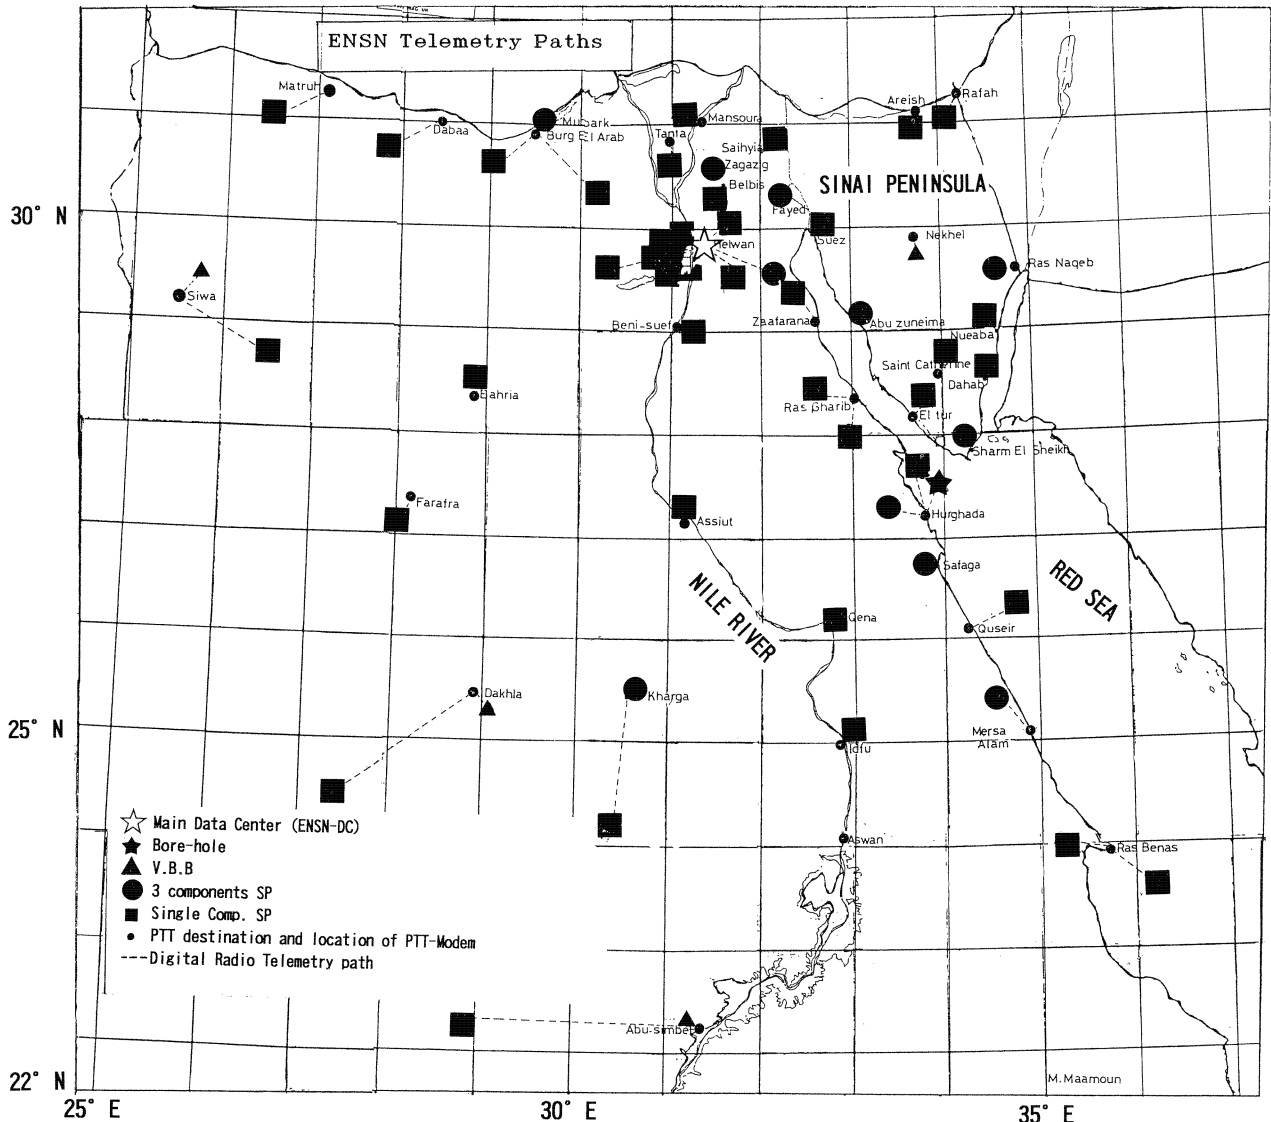 ENSN Telemetry Paths
Matruh
Dabaa
Mubark
Burg El Arab
Mansoura
Tanta
Saihyia
Zagazig
Belbis
Areish
Rafah
SINAI PENINSULA
30° N
Fayed
Suez
Nekhel
Ras Naqeb
Helwan
Siwa
Beni-suef
Zaafarana
Abu zuneima
Nueaba
Saint Catherine
Dahab
Bahria
Ras Gharib
El tur
Sharm El Sheikh
Farafra
Assiut
Hurghada
Safaga
NILE RIVER
RED SEA
Qena
Quseir
Dakhla
Kharga
25° N
Idfu
Mersa
Alam
Main Data Center (ENSN-DC)
Bore-hole
V.B.B
3 components SP
Single Comp. SP
PTT destination and location of PTT-Modem
Digital Radio Telemetry path
Aswan
Ras Benas
Abu-simbel
22° N
M.Maamoun
25° E
30° E
35° E